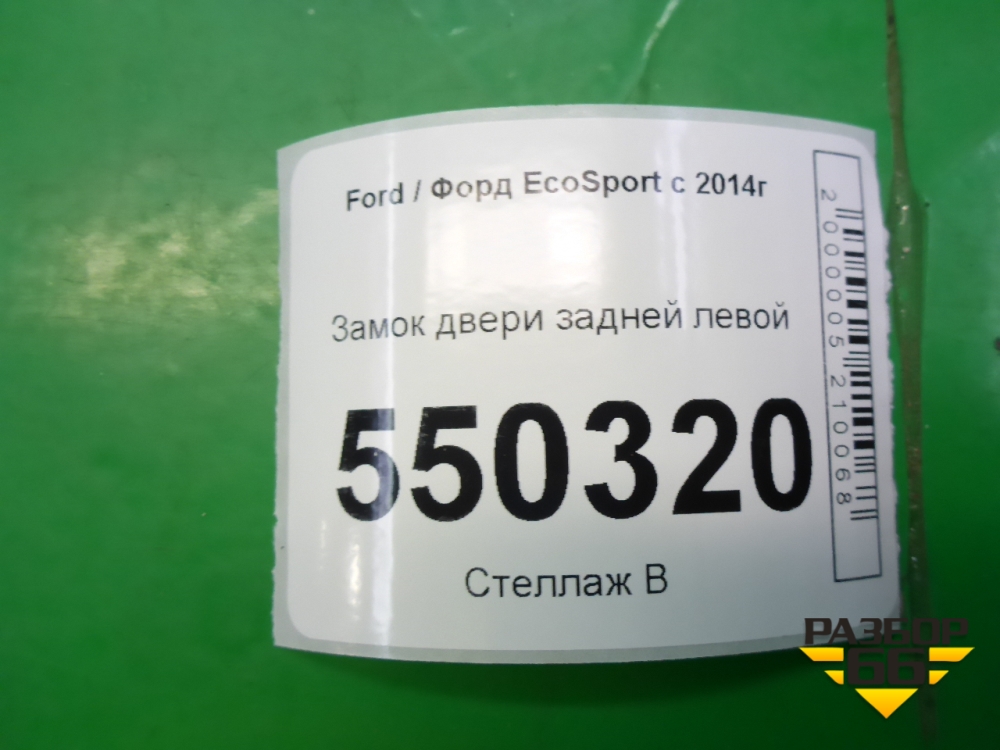 Ford / Форд EcoSport с 2014г
Замок двери задней левой
550320
Стеллаж В
2000005210068
РАЗБОР
66